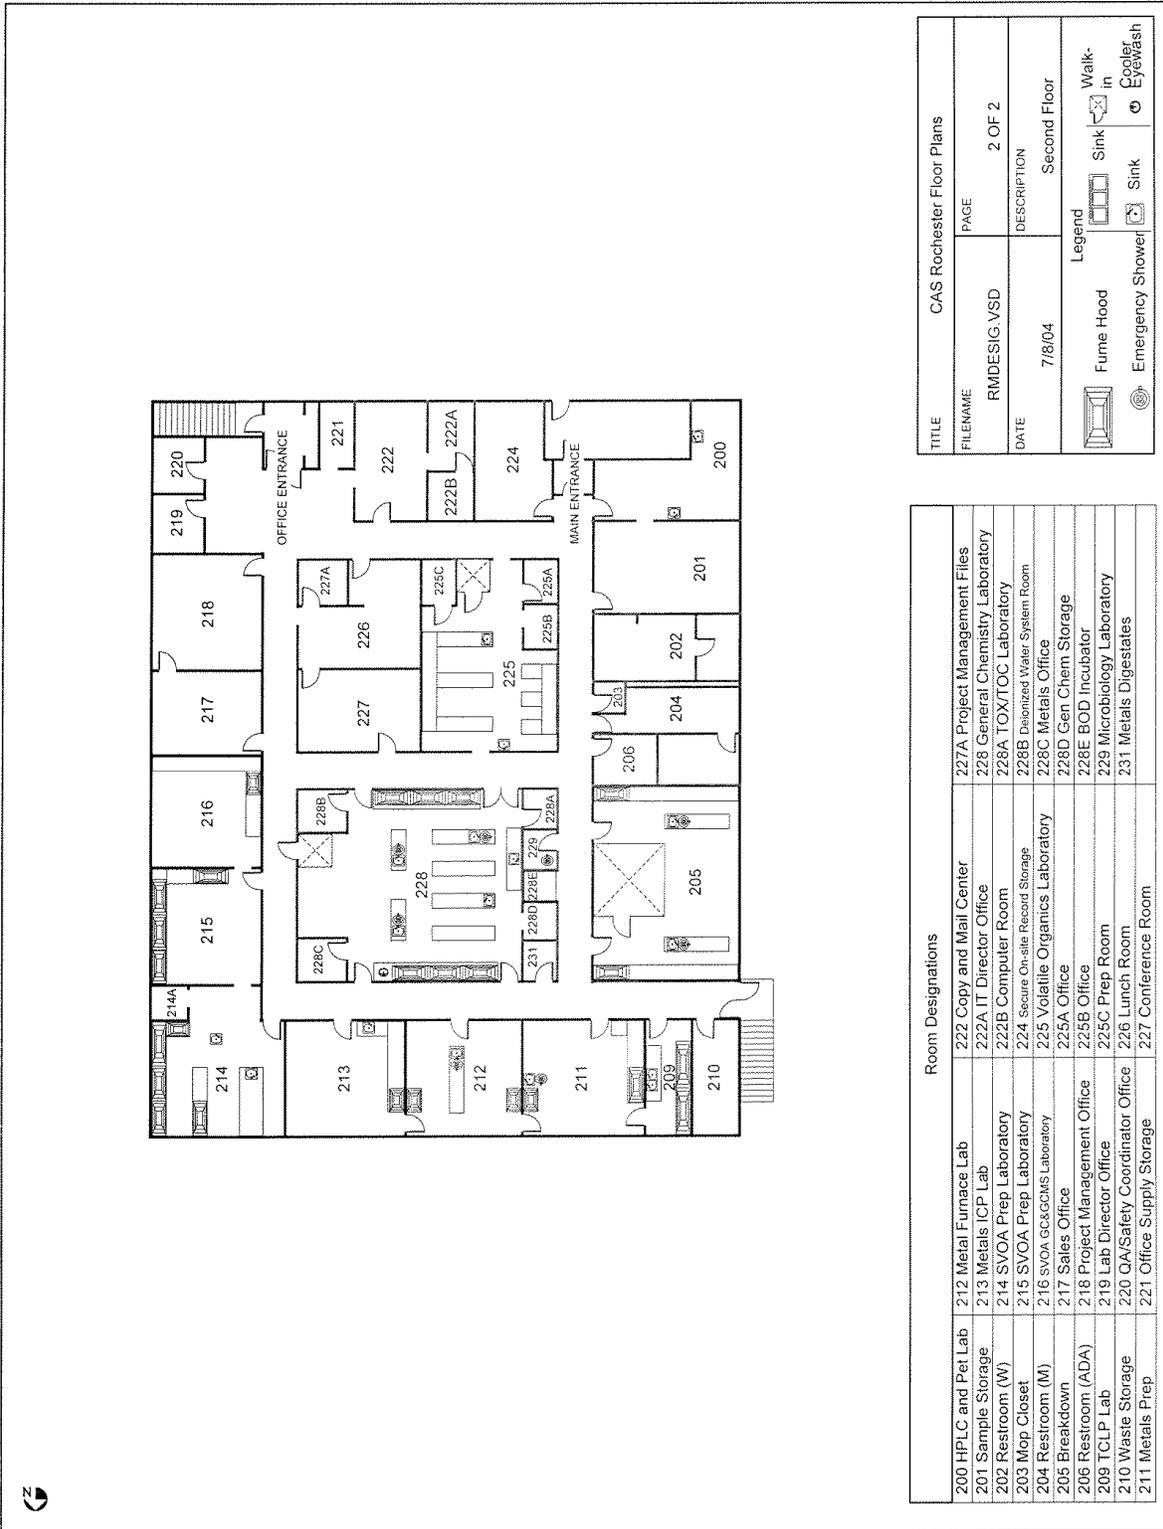 N
220
219
218
217
216
215
214A
214
OFFICE ENTRANCE
221
222
222A
222B
224
MAIN ENTRANCE
200
227A
226
227
225C
225A
225B
225
201
202
203
204
206
228B
228
228C
228A
229
228E
228D
231
205
213
212
211
209
210
TITLE CAS Rochester Floor Plans
FILENAME RMDESIG.VSD PAGE 2 OF 2
DATE 7/8/04 DESCRIPTION Second Floor
Legend
Fume Hood Sink Walk-in Cooler
Emergency Shower Sink Eyewash
Room Designations
200 HPLC and Pet Lab 212 Metal Furnace Lab 222 Copy and Mail Center 227A Project Management Files
201 Sample Storage 213 Metals ICP Lab 222A IT Director Office 228 General Chemistry Laboratory
202 Restroom (W) 214 SVOA Prep Laboratory 222B Computer Room 228A TOX/TOC Laboratory
203 Mop Closet 215 SVOA Prep Laboratory 224 Secure On-site Record Storage 228B Deionized Water System Room
204 Restroom (M) 216 SVOA GC&GCMS Laboratory 225 Volatile Organics Laboratory 228C Metals Office
205 Breakdown 217 Sales Office 225A Office 228D Gen Chem Storage
206 Restroom (ADA) 218 Project Management Office 225B Office 228E BOD Incubator
209 TCLP Lab 219 Lab Director Office 225C Prep Room 229 Microbiology Laboratory
210 Waste Storage 220 QA/Safety Coordinator Office 226 Lunch Room 231 Metals Digestates
211 Metals Prep 221 Office Supply Storage 227 Conference Room